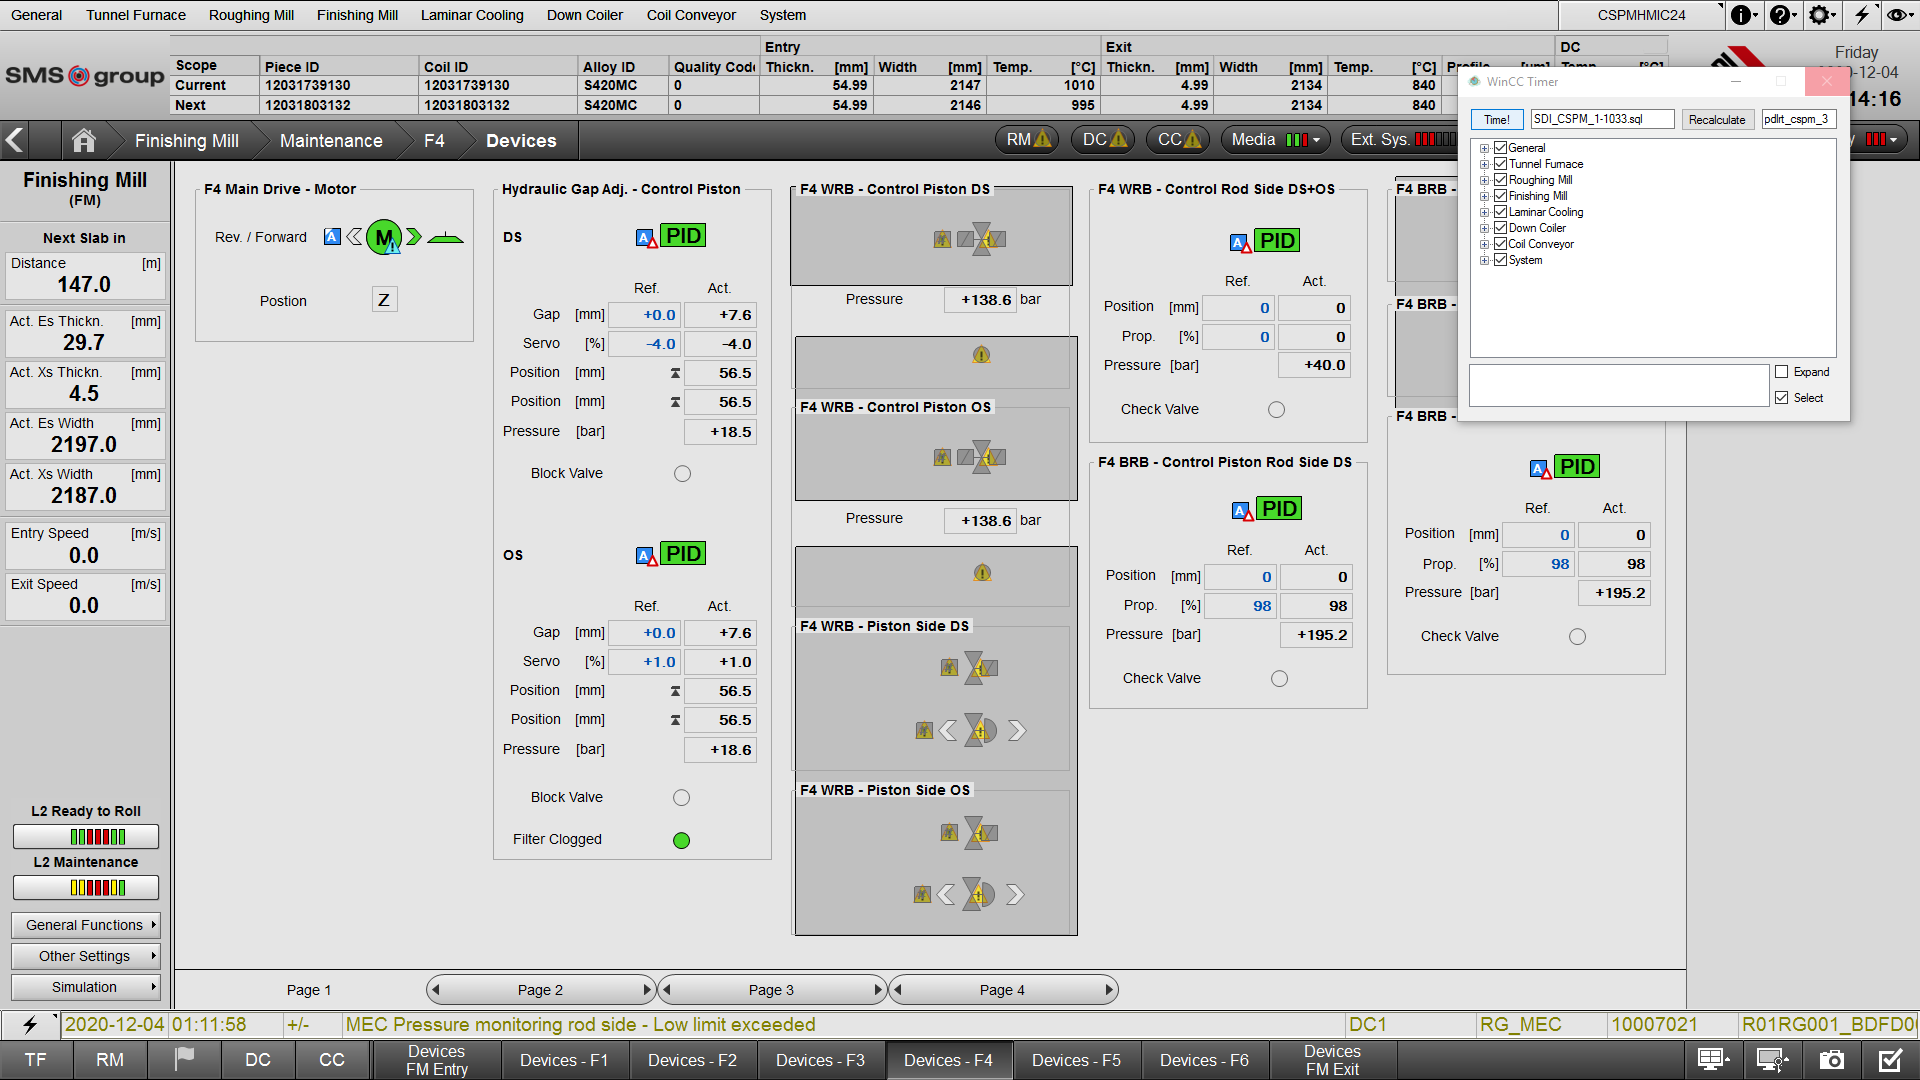 General Tunnel Furnace Roughing Mill Finishing Mill Laminar Cooling Down Coiler Coil Conveyor System CSPMHMIC24
SMS group
Entry Exit DC
Scope Piece ID Coil ID Alloy ID Quality Code Thickn. [mm] Width [mm] Temp. [°C] Thickn. [mm] Width [mm] Temp. [°C]
Current 12031739130 12031739130 S420MC 0 54.99 2147 1010 4.99 2134 840
Next 12031803132 12031803132 S420MC 0 54.99 2146 995 4.99 2134 840
Friday
-12-04
14:16
Finishing Mill Maintenance F4 Devices RM DC CC Media Ext. Sys.
WinCC Timer
Time! SDI_CSPM_1-1033.sql Recalculate pdlrt_cspm_3
General
Tunnel Furnace
Roughing Mill
Finishing Mill
Laminar Cooling
Down Coiler
Coil Conveyor
System
Expand
Select
Finishing Mill
(FM)
Next Slab in
Distance [m]
147.0
Act. Es Thickn. [mm]
29.7
Act. Xs Thickn. [mm]
4.5
Act. Es Width [mm]
2197.0
Act. Xs Width [mm]
2187.0
Entry Speed [m/s]
0.0
Exit Speed [m/s]
0.0
L2 Ready to Roll
L2 Maintenance
General Functions
Other Settings
Simulation
F4 Main Drive - Motor
Rev. / Forward A M
Postion Z
Hydraulic Gap Adj. - Control Piston
DS A PID
Ref. Act.
Gap [mm] +0.0 +7.6
Servo [%] -4.0 -4.0
Position [mm] 56.5
Position [mm] 56.5
Pressure [bar] +18.5
Block Valve
OS A PID
Ref. Act.
Gap [mm] +0.0 +7.6
Servo [%] +1.0 +1.0
Position [mm] 56.5
Position [mm] 56.5
Pressure [bar] +18.6
Block Valve
Filter Clogged
F4 WRB - Control Piston DS
Pressure +138.6 bar
F4 WRB - Control Piston OS
Pressure +138.6 bar
F4 WRB - Piston Side DS
F4 WRB - Piston Side OS
F4 WRB - Control Rod Side DS+OS
A PID
Ref. Act.
Position [mm] 0 0
Prop. [%] 0 0
Pressure [bar] +40.0
Check Valve
F4 BRB - Control Piston Rod Side DS
A PID
Ref. Act.
Position [mm] 0 0
Prop. [%] 98 98
Pressure [bar] +195.2
Check Valve
F4 BRB -
F4 BRB -
F4 BRB -
A PID
Ref. Act.
Position [mm] 0 0
Prop. [%] 98 98
Pressure [bar] +195.2
Check Valve
Page 1 Page 2 Page 3 Page 4
2020-12-04 01:11:58 +/- MEC Pressure monitoring rod side - Low limit exceeded DC1 RG_MEC 10007021
TF RM DC CC Devices FM Entry Devices - F1 Devices - F2 Devices - F3 Devices - F4 Devices - F5 Devices - F6 Devices FM Exit